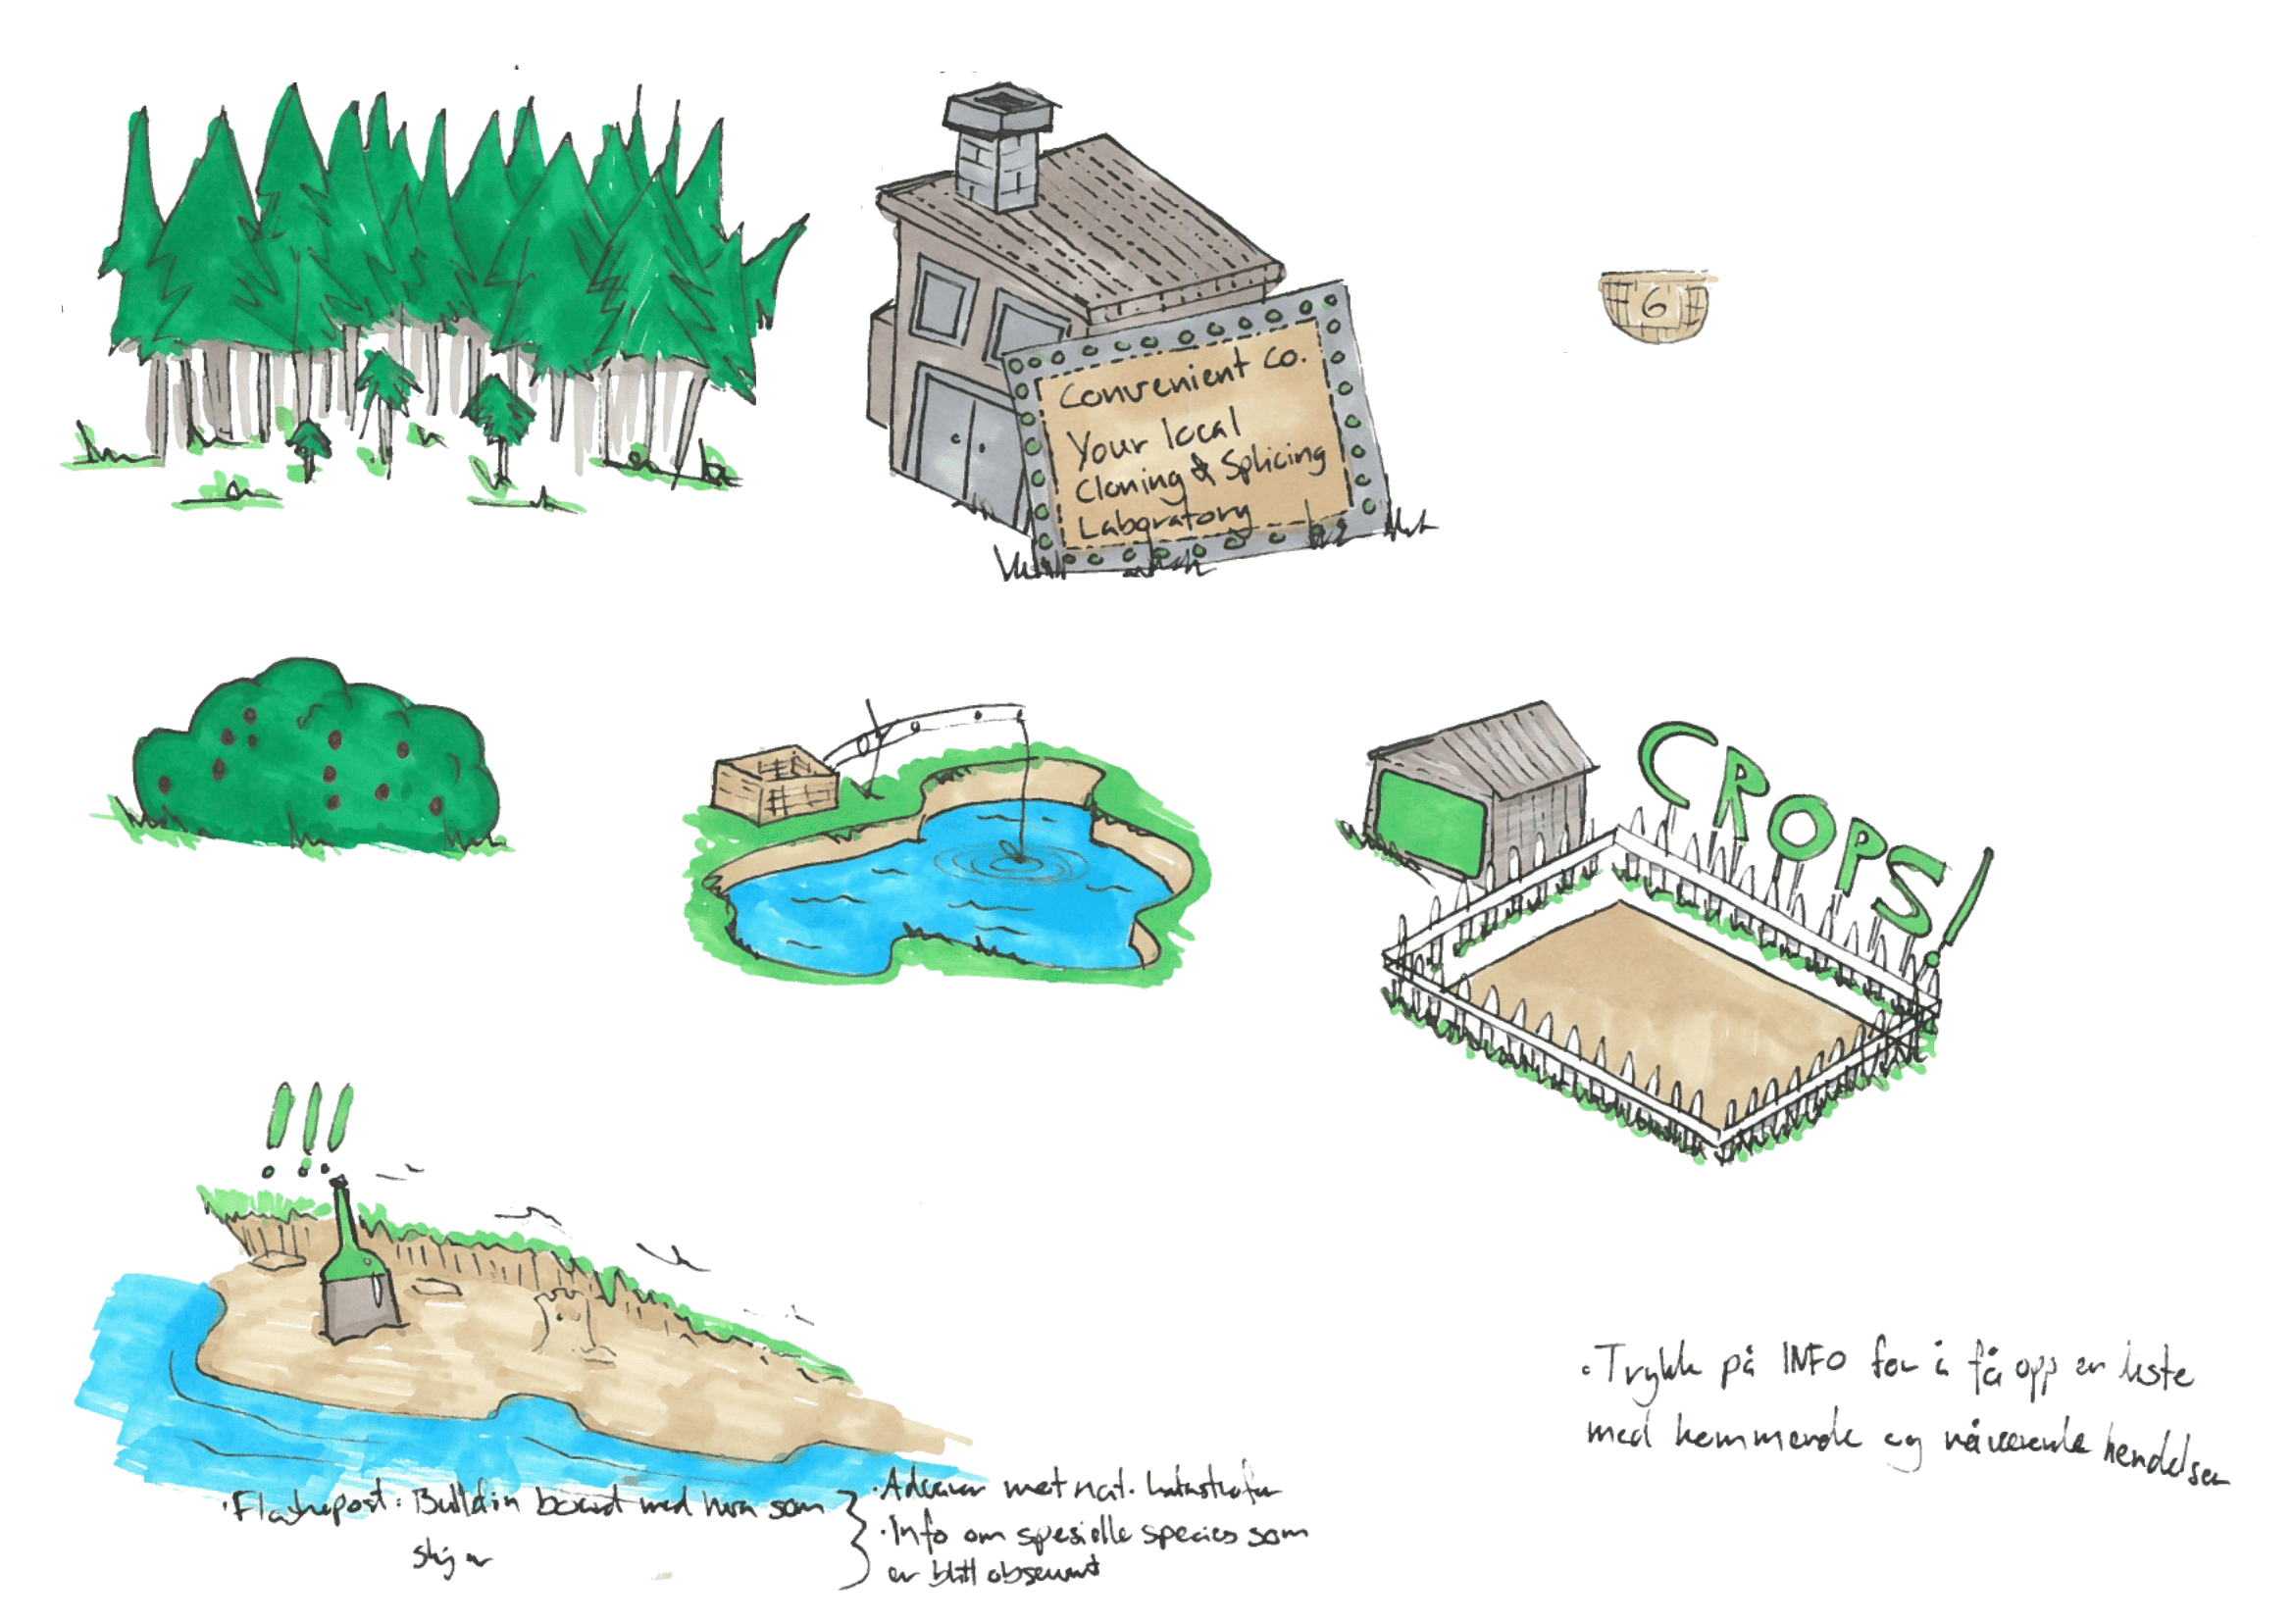 Convenient Co.
Your local
Cloning & Splicing
Laboratory
6
CROPS!
!!!
• Flaskepost: Bulletin board med hva som
skjer
• Advarer mot nat. katastrofer
• Info om spesielle species som
er blitt observert
• Trykk på INFO for å få opp en liste
med kommende og nåværende hendelser